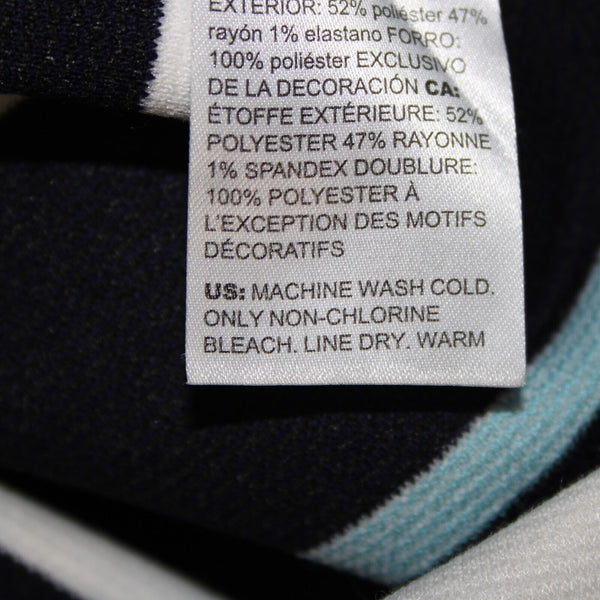 EXTERIOR: 52% poliéster 47%
rayón 1% elastano FORRO:
100% poliéster EXCLUSIVO
DE LA DECORACIÓN CA:
ÉTOFFE EXTÉRIEURE: 52%
POLYESTER 47% RAYONNE
1% SPANDEX DOUBLURE:
100% POLYESTER À
L'EXCEPTION DES MOTIFS
DÉCORATIFS
US: MACHINE WASH COLD.
ONLY NON-CHLORINE
BLEACH. LINE DRY. WARM